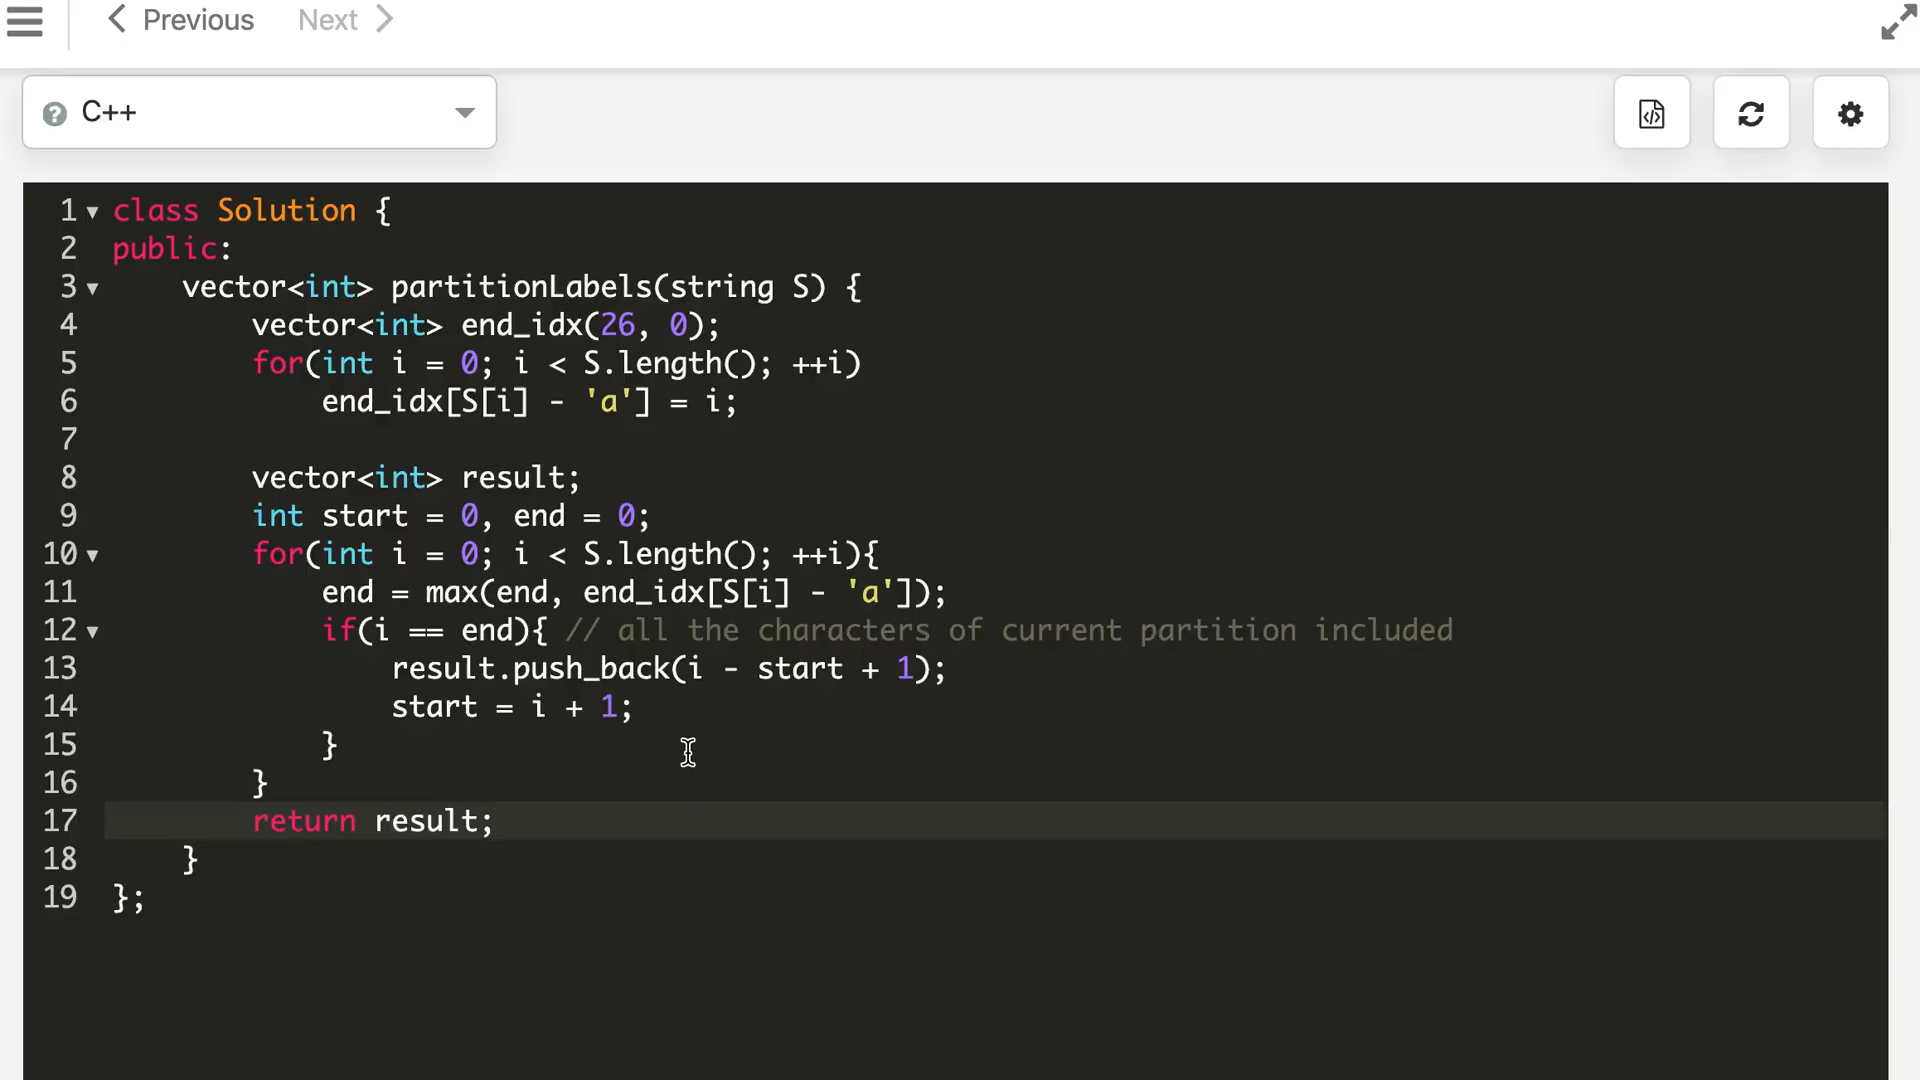 Previous Next
C++
1 class Solution {
2 public:
3 vector<int> partitionLabels(string S) {
4 vector<int> end_idx(26, 0);
5 for(int i = 0; i < S.length(); ++i)
6 end_idx[S[i] - 'a'] = i;
7
8 vector<int> result;
9 int start = 0, end = 0;
10 for(int i = 0; i < S.length(); ++i){
11 end = max(end, end_idx[S[i] - 'a']);
12 if(i == end){ // all the characters of current partition included
13 result.push_back(i - start + 1);
14 start = i + 1;
15 }
16 }
17 return result;
18 }
19 };